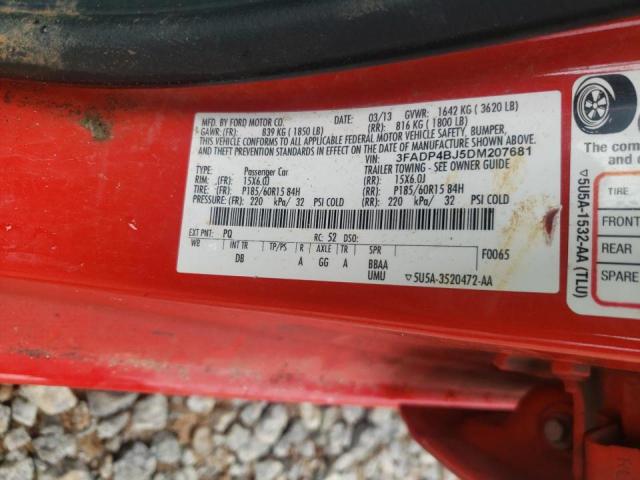 MFD. BY FORD MOTOR CO. DATE: 03/13 GVWR: 1642 KG ( 3620 LB)
GAWR: (FR): 839 KG ( 1850 LB) (RR): 816 KG ( 1800 LB)
THIS VEHICLE CONFORMS TO ALL APPLICABLE FEDERAL MOTOR VEHICLE SAFETY, BUMPER,
AND THEFT PREVENTION STANDARDS IN EFFECT ON THE DATE OF MANUFACTURE SHOWN ABOVE.
VIN: 3FADP4BJ5DM207681
TYPE: Passenger Car TRAILER TOWING - SEE OWNER GUIDE
RIM: (FR): 15X6.0J (RR): 15X6.0J
TIRE: (FR): P185/60R15 84H (RR): P185/60R15 84H
PRESSURE: (FR): 220 kPa/ 32 PSI COLD (RR): 220 kPa/ 32 PSI COLD
EXT PNT: PQ RC: 52 DSO:
WB INT TR TP/PS R AXLE TR SPR F0065
DB A GG A BBAA
UMU 5U5A-3520472-AA
5U5A-1532-AA (TLU)
TIRE
FRONT
REAR
SPARE